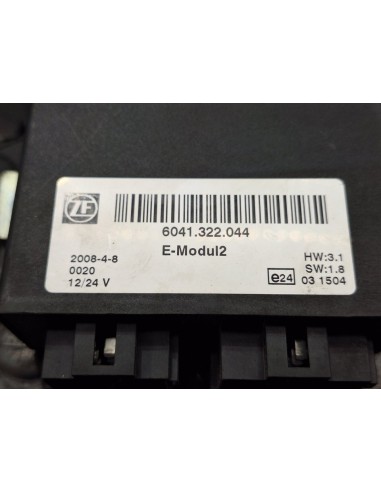 ZF
6041.322.044
E-Modul2
2008-4-8
0020
12/24 V
HW:3.1
SW:1.8
e24 03 1504